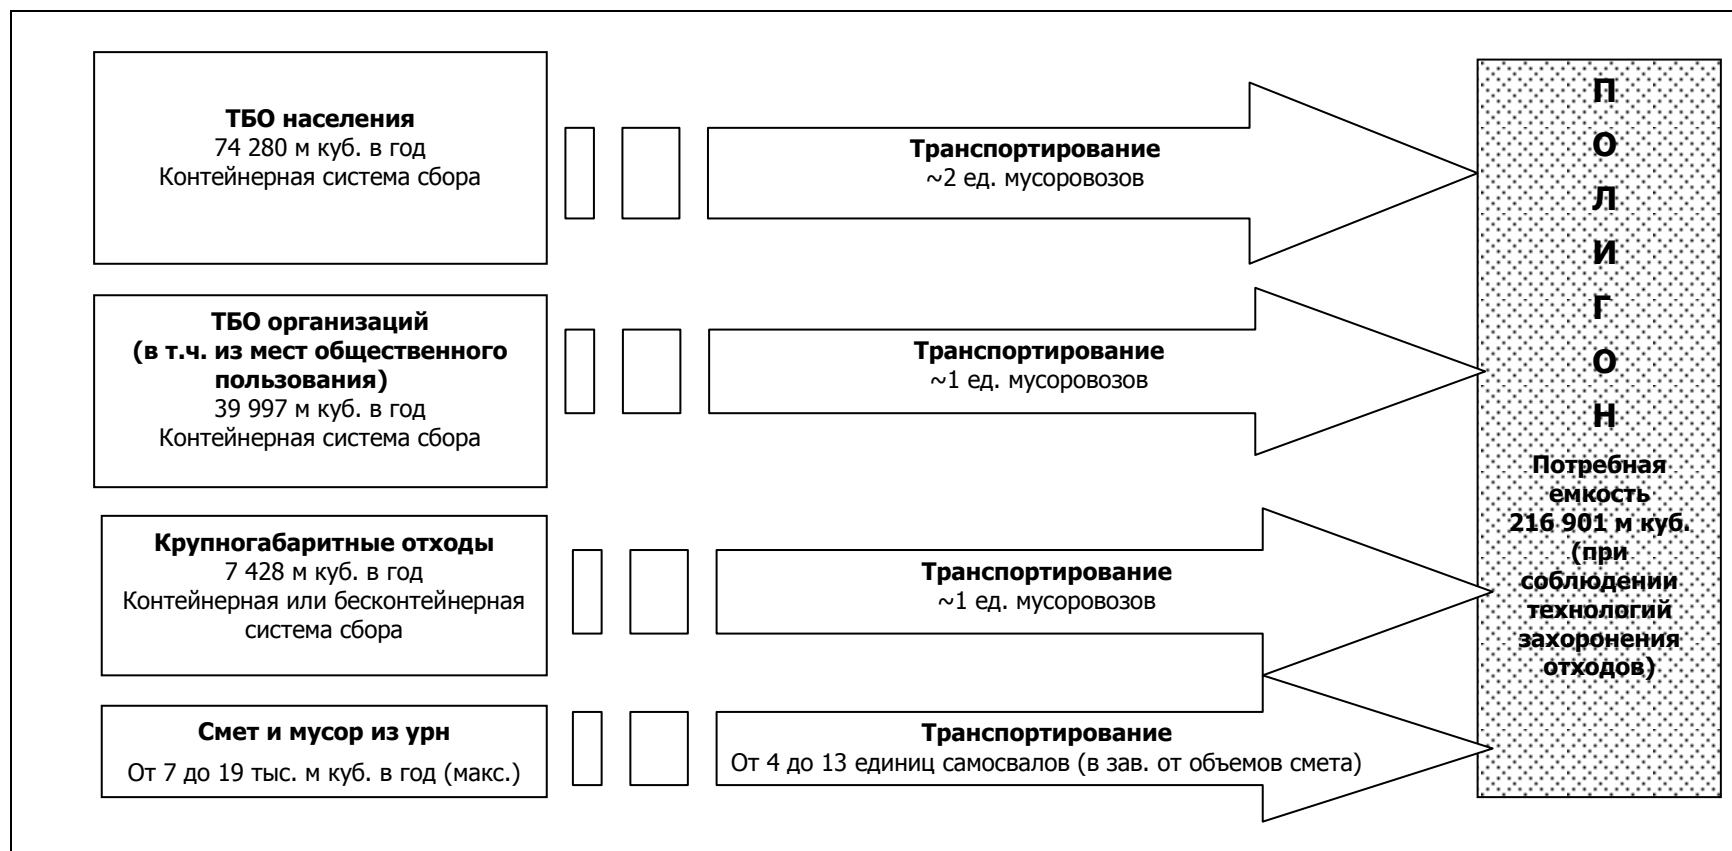 ТБО населения
74 280 м куб. в год
Контейнерная система сбора
Транспортирование
~2 ед. мусоровозов
ТБО организаций
(в т.ч. из мест общественного
пользования)
39 997 м куб. в год
Контейнерная система сбора
Транспортирование
~1 ед. мусоровозов
Крупногабаритные отходы
7 428 м куб. в год
Контейнерная или бесконтейнерная
система сбора
Транспортирование
~1 ед. мусоровозов
Смет и мусор из урн
От 7 до 19 тыс. м куб. в год (макс.)
Транспортирование
От 4 до 13 единиц самосвалов (в зав. от объемов смета)
П
О
Л
И
Г
О
Н
Потребная
емкость
216 901 м куб.
(при
соблюдении
технологий
захоронения
отходов)